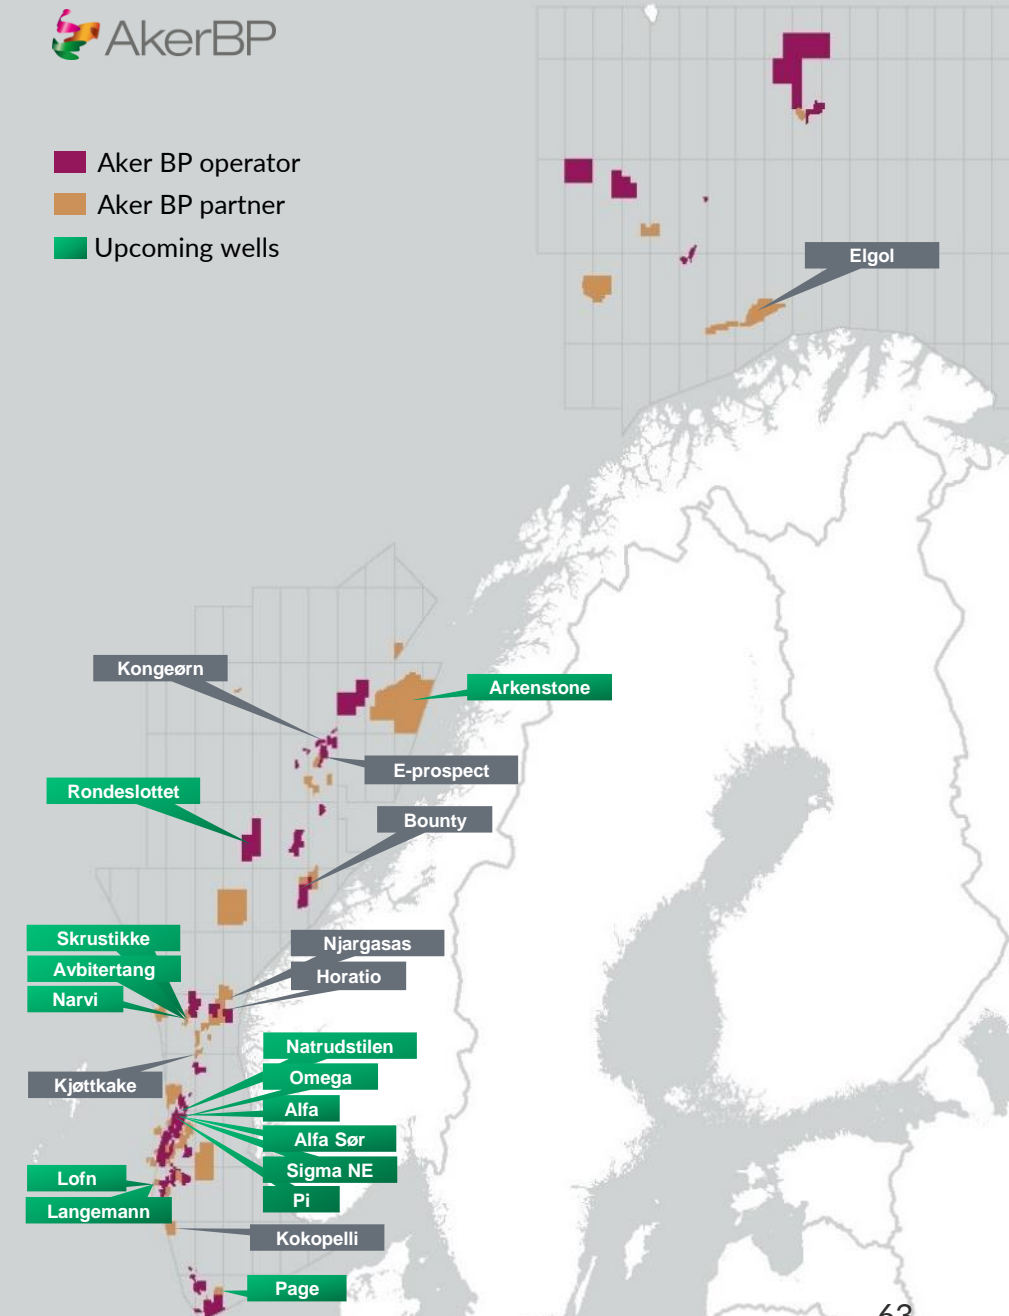 AkerBP
Aker BP operator
Aker BP partner
Upcoming wells
Elgol
Kongeørn
Arkenstone
E-prospect
Rondeslottet
Bounty
Skrustikke
Njargasas
Avbitertang
Horatio
Narvi
Natrudstilen
Omega
Kjøttkake
Alfa
Alfa Sør
Sigma NE
Lofn
Pi
Langemann
Kokopelli
Page
63